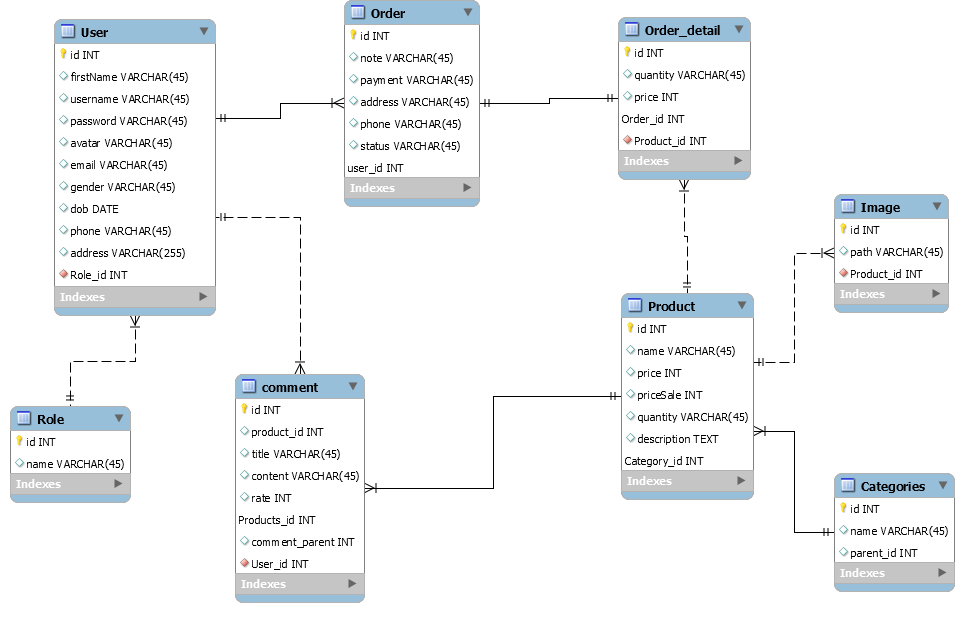 User
id INT
firstName VARCHAR(45)
username VARCHAR(45)
password VARCHAR(45)
avatar VARCHAR(45)
email VARCHAR(45)
gender VARCHAR(45)
dob DATE
phone VARCHAR(45)
address VARCHAR(255)
Role_id INT
Indexes
Order
id INT
note VARCHAR(45)
payment VARCHAR(45)
address VARCHAR(45)
phone VARCHAR(45)
status VARCHAR(45)
user_id INT
Indexes
Order_detail
id INT
quantity VARCHAR(45)
price INT
Order_id INT
Product_id INT
Indexes
Image
id INT
path VARCHAR(45)
Product_id INT
Indexes
Product
id INT
name VARCHAR(45)
price INT
priceSale INT
quantity VARCHAR(45)
description TEXT
Category_id INT
Indexes
Role
id INT
name VARCHAR(45)
Indexes
comment
id INT
product_id INT
title VARCHAR(45)
content VARCHAR(45)
rate INT
Products_id INT
comment_parent INT
User_id INT
Indexes
Categories
id INT
name VARCHAR(45)
parent_id INT
Indexes